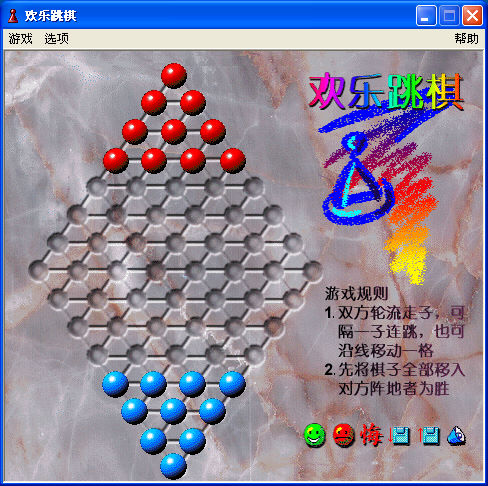 欢乐跳棋
游戏 选项 帮助
欢乐跳棋
游戏规则
1. 双方轮流走子，可
隔一子连跳，也可
沿线移动一格
2. 先将棋子全部移入
对方阵地者为胜
悔